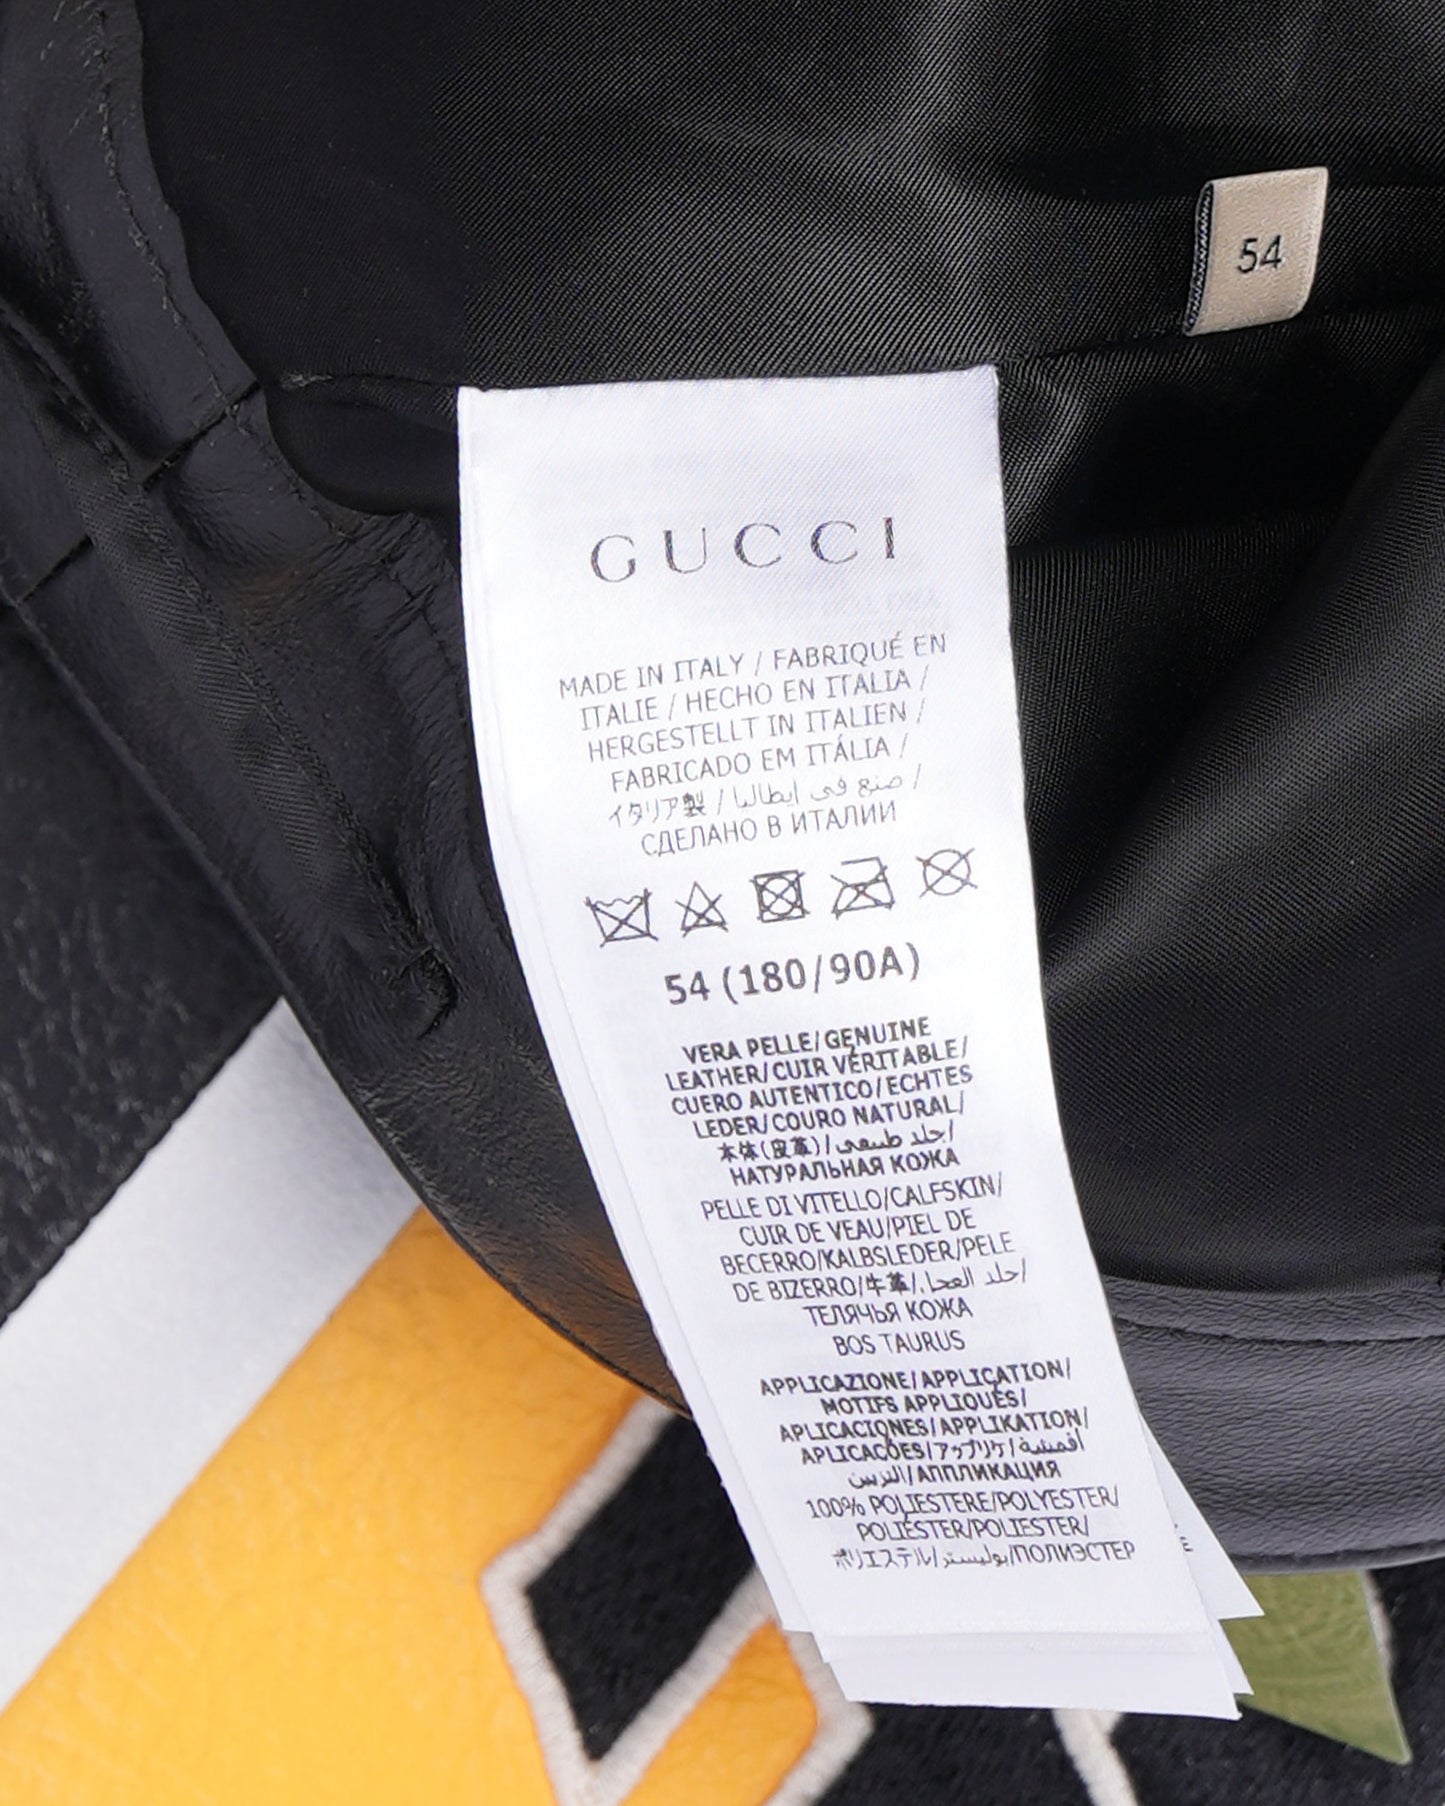 54
GUCCI
MADE IN ITALY / FABRIQUÉ EN
ITALIE / HECHO EN ITALIA /
HERGESTELLT IN ITALIEN /
FABRICADO EM ITÁLIA /
イタリア製 / صنع في ايطاليا /
СДЕЛАНО В ИТАЛИИ
54 (180/90A)
VERA PELLE/GENUINE
LEATHER/CUIR VÉRITABLE/
CUERO AUTENTICO/ECHTES
LEDER/COURO NATURAL/
本体(皮革)/جلد طبيعي/
НАТУРАЛЬНАЯ КОЖА
PELLE DI VITELLO/CALFSKIN/
CUIR DE VEAU/PIEL DE
BECERRO/KALBSLEDER/PELE
DE BIZERRO/牛革/جلد العجل/
ТЕЛЯЧЬЯ КОЖА
BOS TAURUS
APPLICAZIONE/APPLICATION/
MOTIFS APPLIQUÉS/
APLICACIONES/APPLIKATION/
APLICAÇÕES/アップリケ/أقمشة
التزيين/АППЛИКАЦИЯ
100% POLIESTERE/POLYESTER/
POLIÉSTER/POLIESTER/
ポリエステル/بوليستر/ПОЛИЭСТЕР